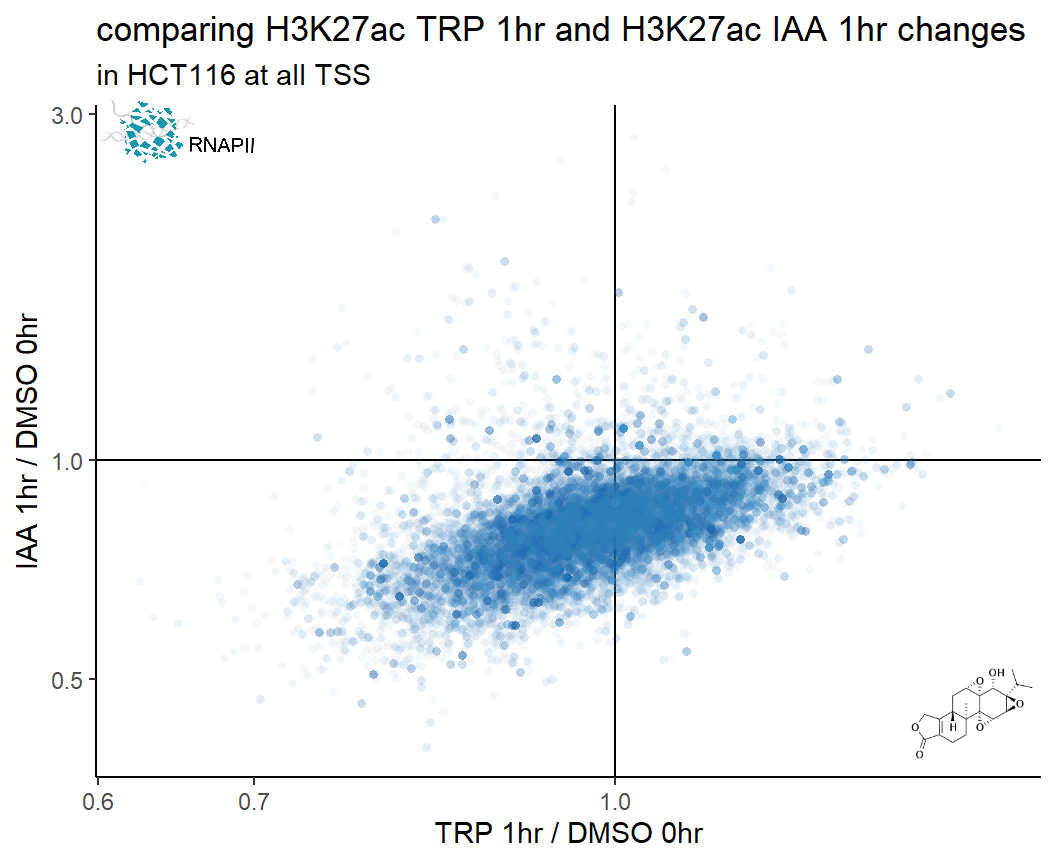 comparing H3K27ac TRP 1hr and H3K27ac IAA 1hr changes
in HCT116 at all TSS
3.0
RNAPII
IAA 1hr / DMSO 0hr
1.0
0.5
OH
O
O
O
O
H
O
0.6 0.7 1.0
TRP 1hr / DMSO 0hr